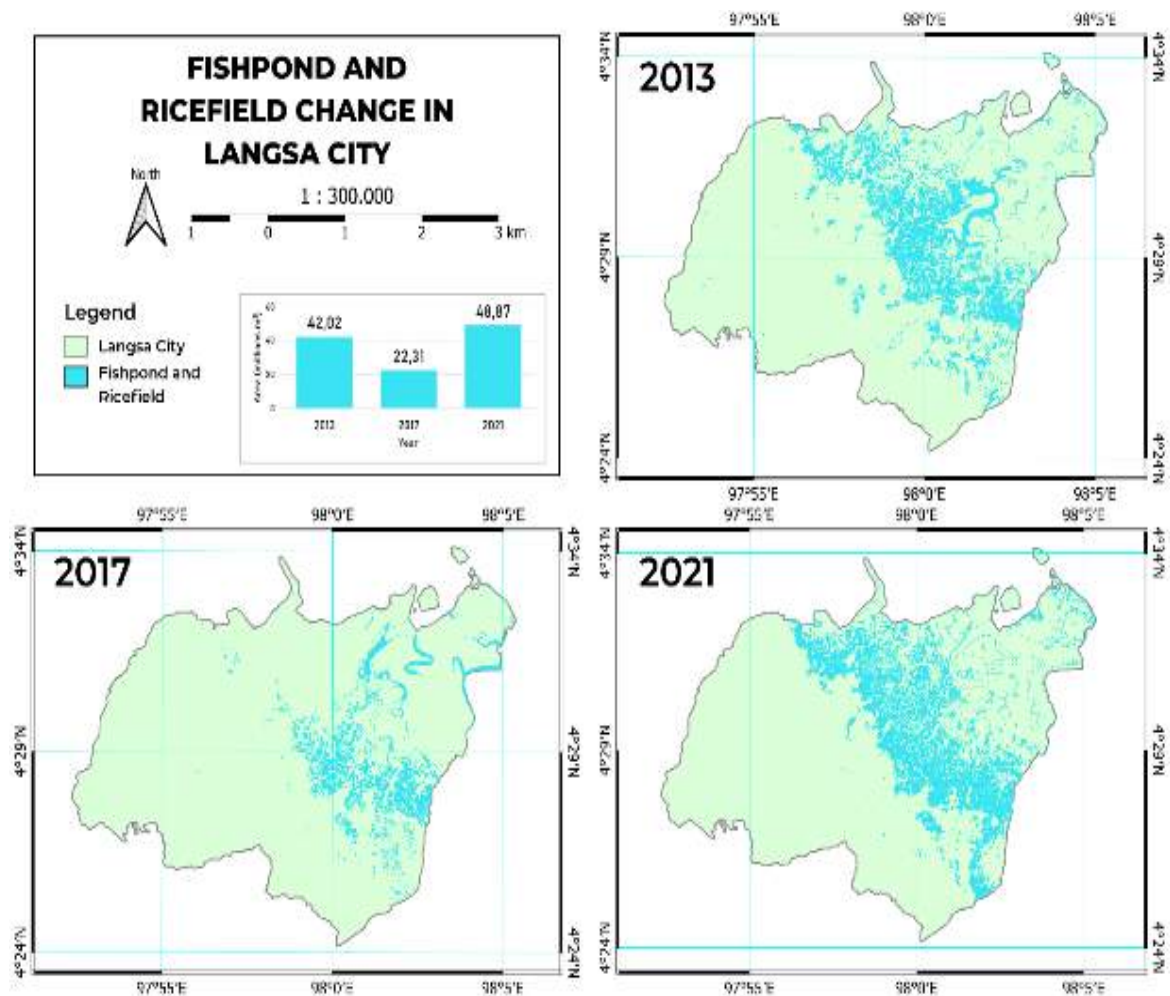 FISHPOND AND
RICEFIELD CHANGE IN
LANGSA CITY
North
1 : 300.000
1 0 1 2 3 km
Legend
Langsa City
Fishpond and
Ricefield
60
40
20
0
42,02
22,31
48,87
2013 2017 2021
Year
97°55'E 98°0'E 98°5'E
2013
4°34'N 4°34'N
4°29'N 4°29'N
4°24'N 4°24'N
97°55'E 98°0'E 98°5'E
97°55'E 98°0'E 98°5'E
2017
4°34'N 4°34'N
4°29'N 4°29'N
4°24'N 4°24'N
97°55'E 98°0'E 98°5'E
2021
4°34'N 4°34'N
4°29'N 4°29'N
4°24'N 4°24'N
97°55'E 98°0'E 98°5'E